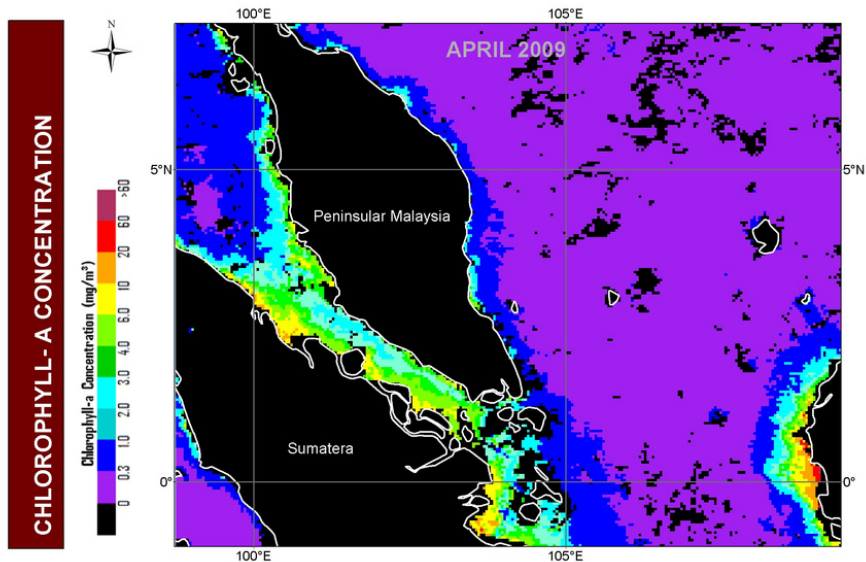 CHLOROPHYLL- A CONCENTRATION
N
Chlorophyll-a Concentration (mg/m³)
>60
60
20
10
6.0
4.0
3.0
2.0
1.0
0.3
0
100°E
105°E
APRIL 2009
5°N
5°N
Peninsular Malaysia
Sumatera
0°
0°
100°E
105°E